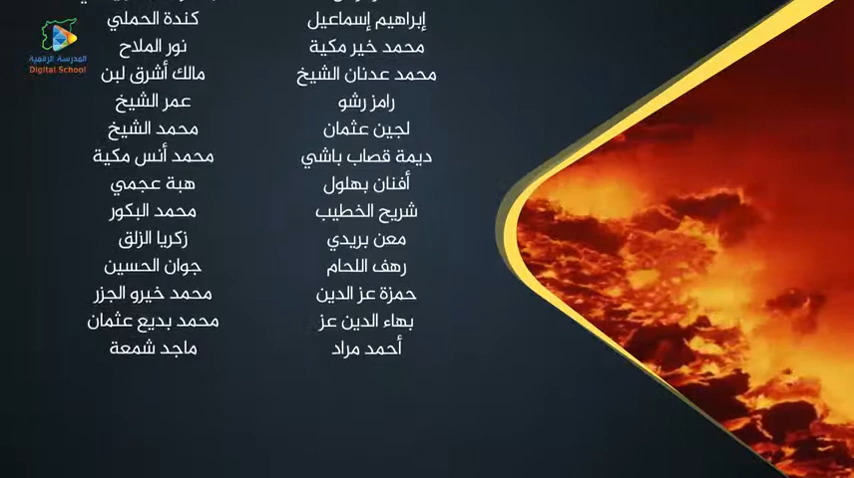 إبراهيم إسماعيل
كندة الحملي
محمد خير مكية
نور الملاح
محمد عدنان الشيخ
مالك أشرق لبن
رامز رشو
عمر الشيخ
لجين عثمان
محمد الشيخ
ديمة قصاب باشي
محمد أنس مكية
أفنان بهلول
هبة عجمي
شريح الخطيب
محمد البكور
معن بريدي
زكريا الزلق
رهف اللحام
جوان الحسين
حمزة عز الدين
محمد خيرو الجزر
بهاء الدين عز
محمد بديع عثمان
أحمد مراد
ماجد شمعة
المدرسة الرقمية
Digital School